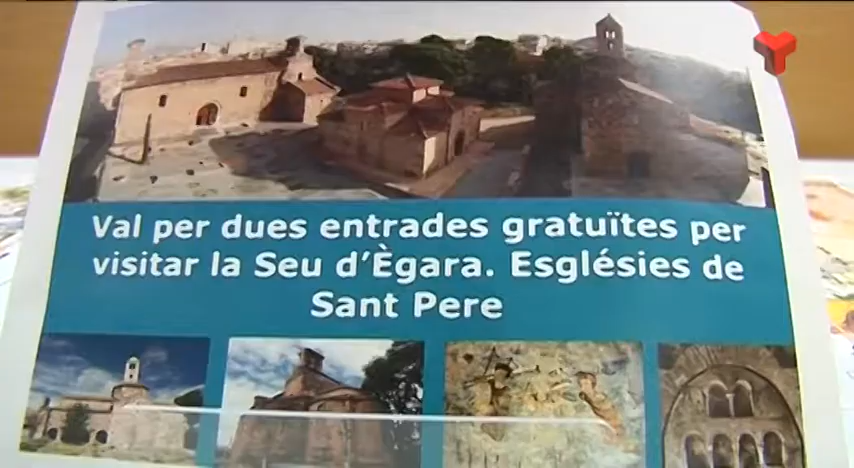 Val per dues entrades gratuïtes per
visitar la Seu d'Ègara. Esglésies de
Sant Pere